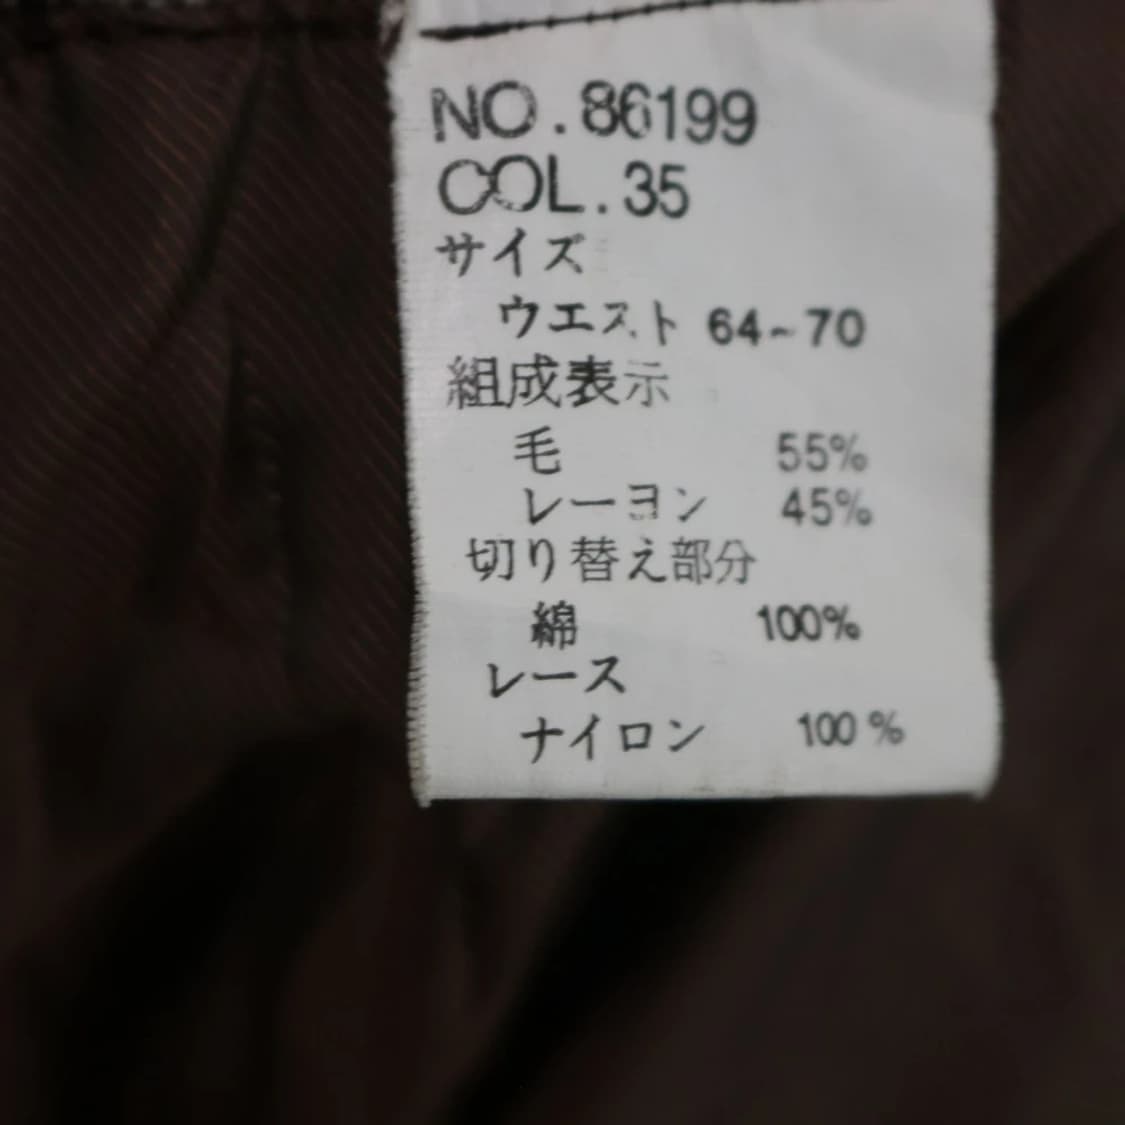 NO.86199
COL.35
サイズ
ウエスト 64~70
組成表示
毛 55%
レーヨン 45%
切り替え部分
綿 100%
レース
ナイロン 100%